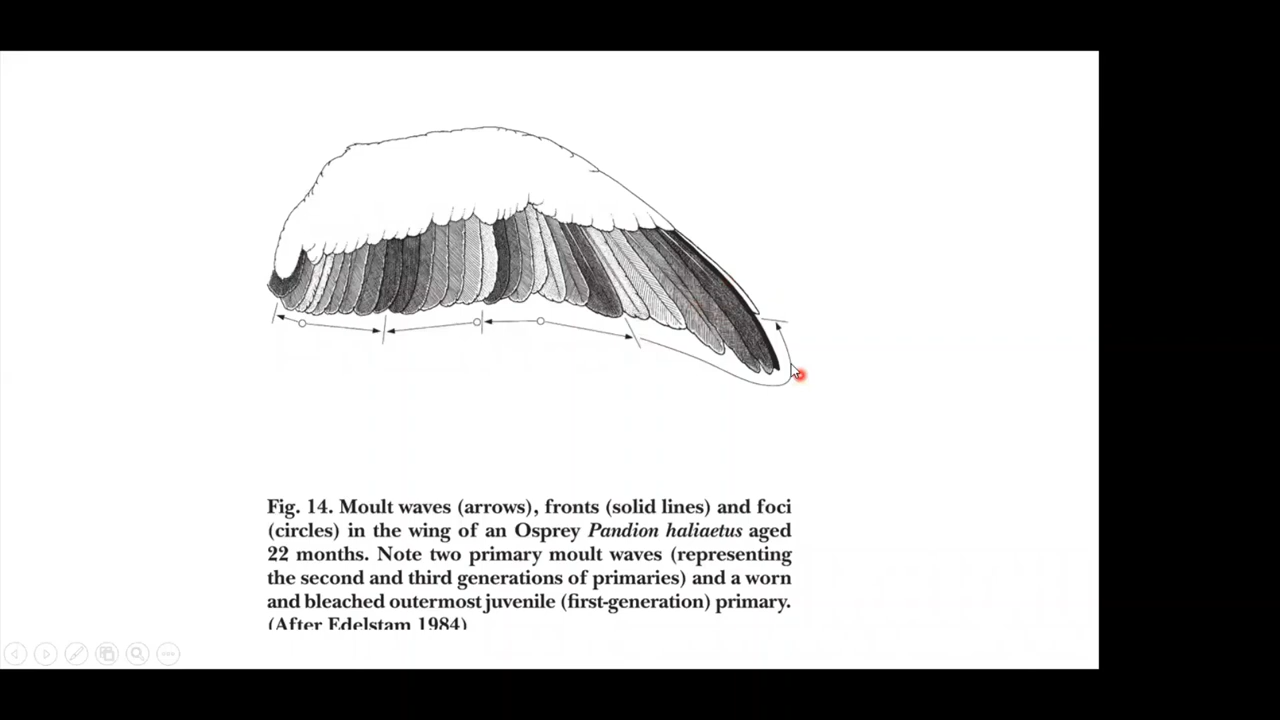 Fig. 14. Moult waves (arrows), fronts (solid lines) and foci
(circles) in the wing of an Osprey Pandion haliaetus aged
22 months. Note two primary moult waves (representing
the second and third generations of primaries) and a worn
and bleached outermost juvenile (first-generation) primary.
(After Edelstam 1984)